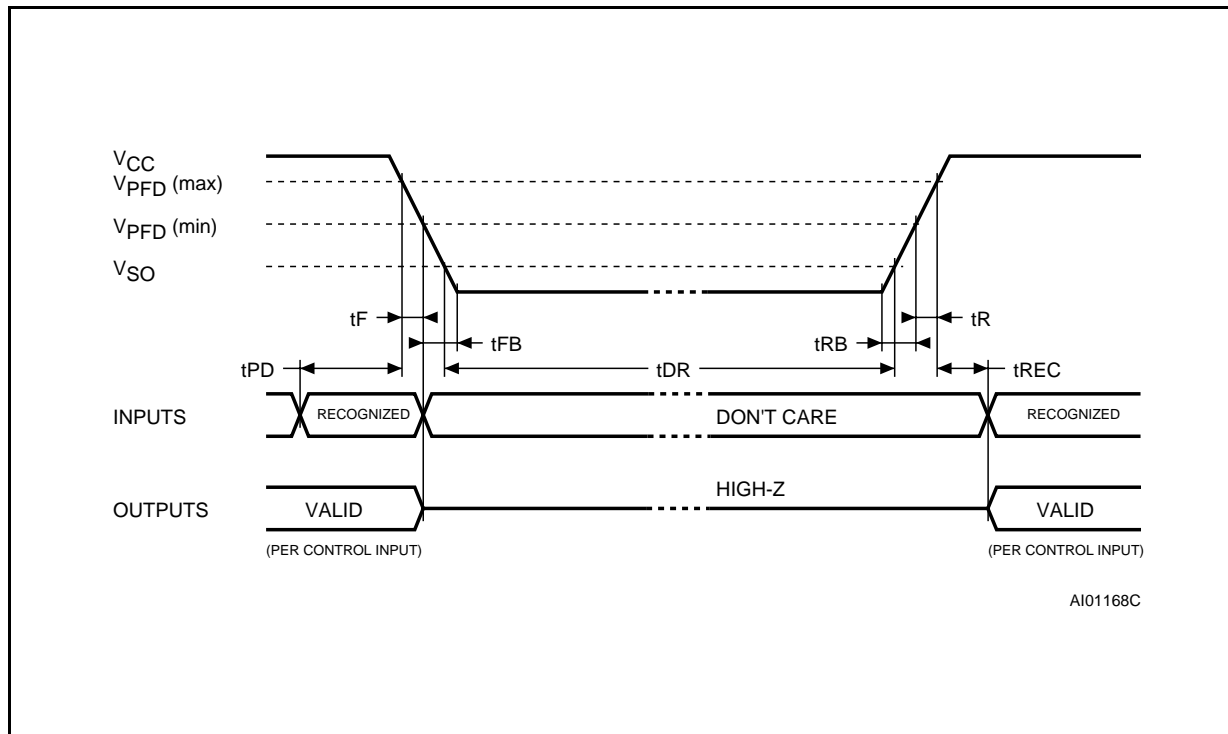 VCC
VPFD (max)
VPFD (min)
VSO
tF
tR
tFB
tRB
tPD
tDR
tREC
INPUTS
RECOGNIZED
DON'T CARE
RECOGNIZED
HIGH-Z
OUTPUTS
VALID
VALID
(PER CONTROL INPUT)
(PER CONTROL INPUT)
AI01168C